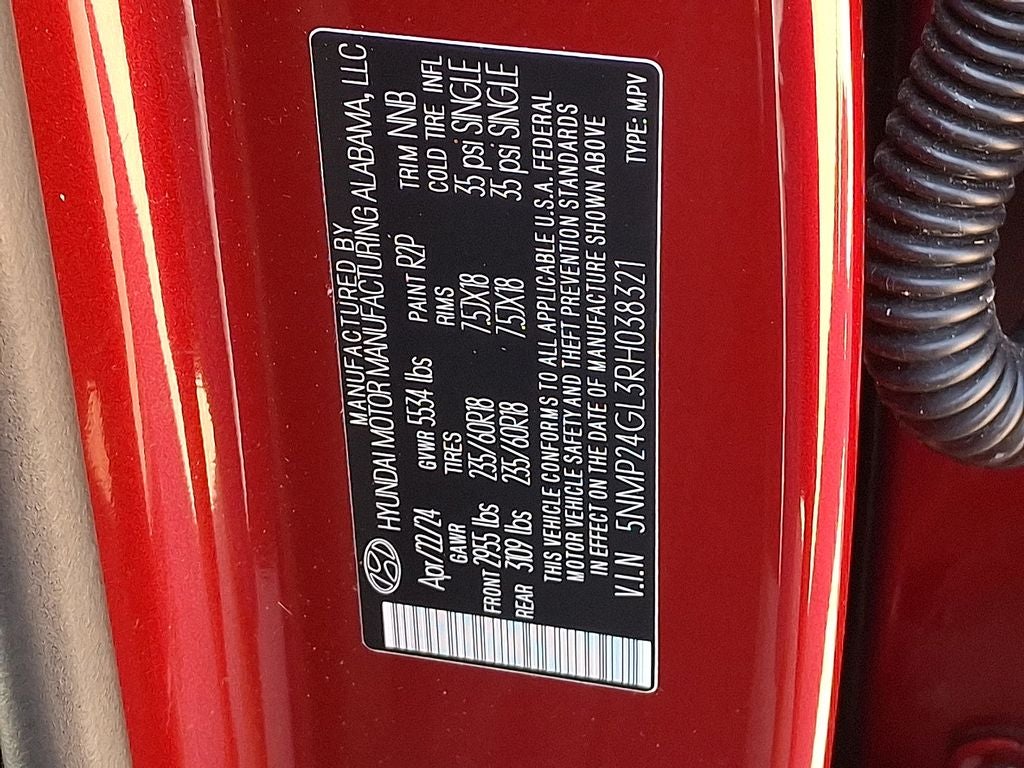 MANUFACTURED BY
HYUNDAI MOTOR MANUFACTURING ALABAMA, LLC
Apr/22/24 GVWR 5534 lbs PAINT R2P TRIM NNB
GAWR TIRES RIMS COLD TIRE INFL
FRONT 2955 lbs 235/60R18 7.5JX18 35 psi SINGLE
REAR 3109 lbs 235/60R18 7.5JX18 35 psi SINGLE
THIS VEHICLE CONFORMS TO ALL APPLICABLE U.S.A. FEDERAL
MOTOR VEHICLE SAFETY AND THEFT PREVENTION STANDARDS
IN EFFECT ON THE DATE OF MANUFACTURE SHOWN ABOVE
V.I.N 5NMP24GL3RH038321 TYPE: MPV